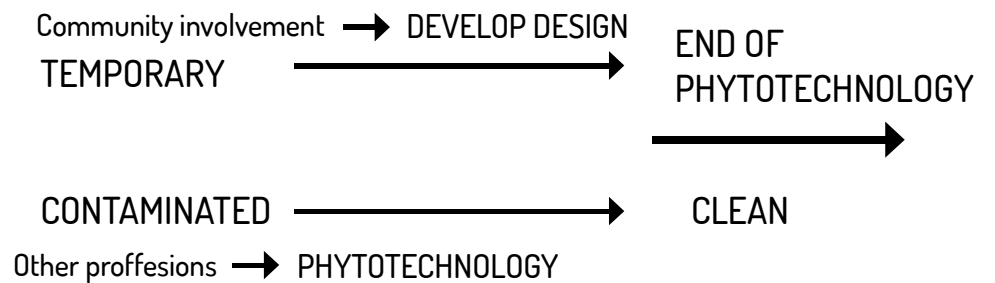 Community involvement DEVELOP DESIGN
TEMPORARY
END OF
PHYTOTECHNOLOGY
CONTAMINATED CLEAN
Other proffesions PHYTOTECHNOLOGY